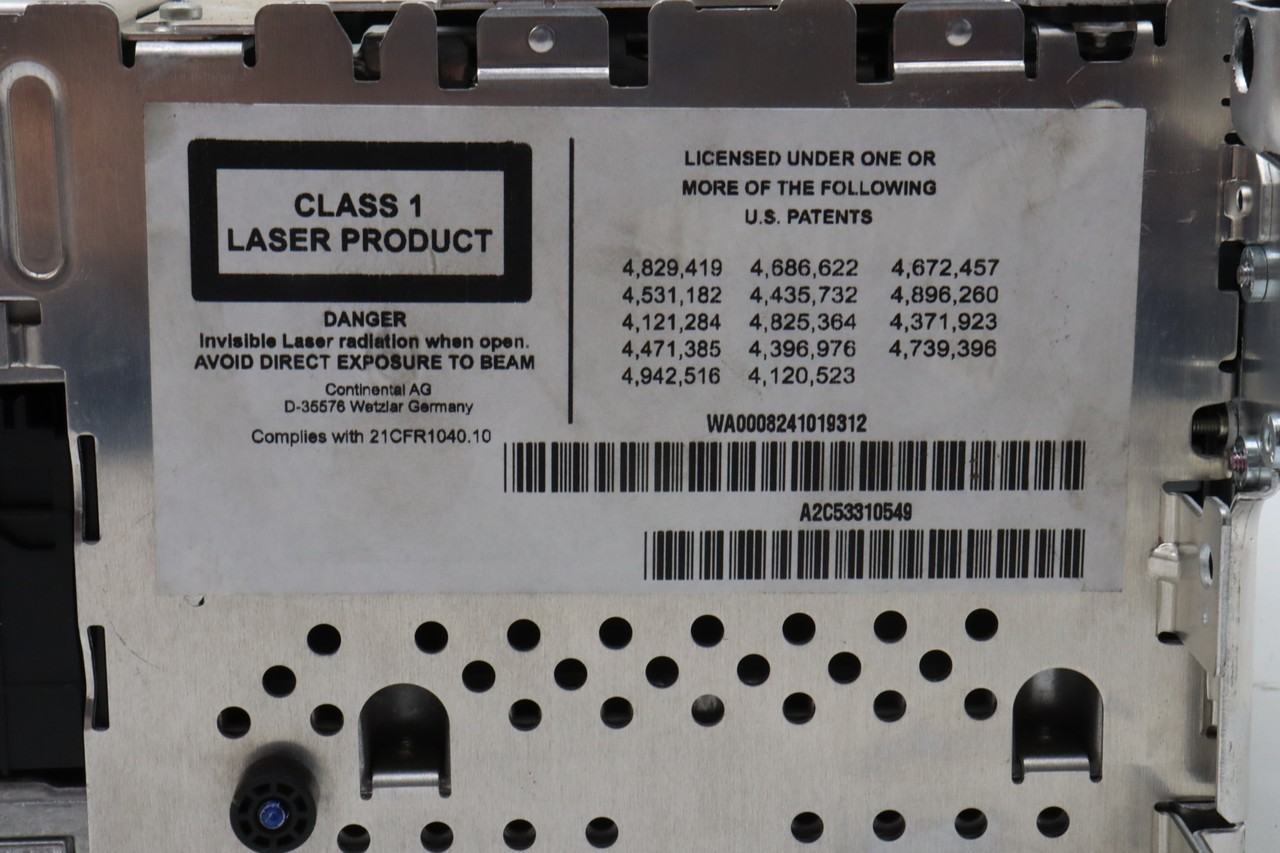 CLASS 1
LASER PRODUCT
DANGER
Invisible Laser radiation when open.
AVOID DIRECT EXPOSURE TO BEAM
Continental AG
D-35576 Wetzlar Germany
Complies with 21CFR1040.10
LICENSED UNDER ONE OR
MORE OF THE FOLLOWING
U.S. PATENTS
4,829,419 4,686,622 4,672,457
4,531,182 4,435,732 4,896,260
4,121,284 4,825,364 4,371,923
4,471,385 4,396,976 4,739,396
4,942,516 4,120,523
WA0008241019312
A2C53310549